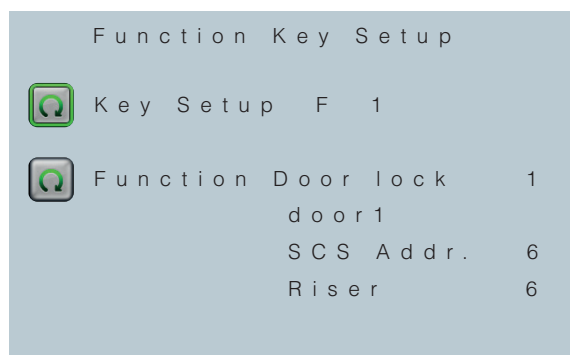 Function Key Setup
Key Setup F 1
Function Door lock 1
door1
SCS Addr. 6
Riser 6